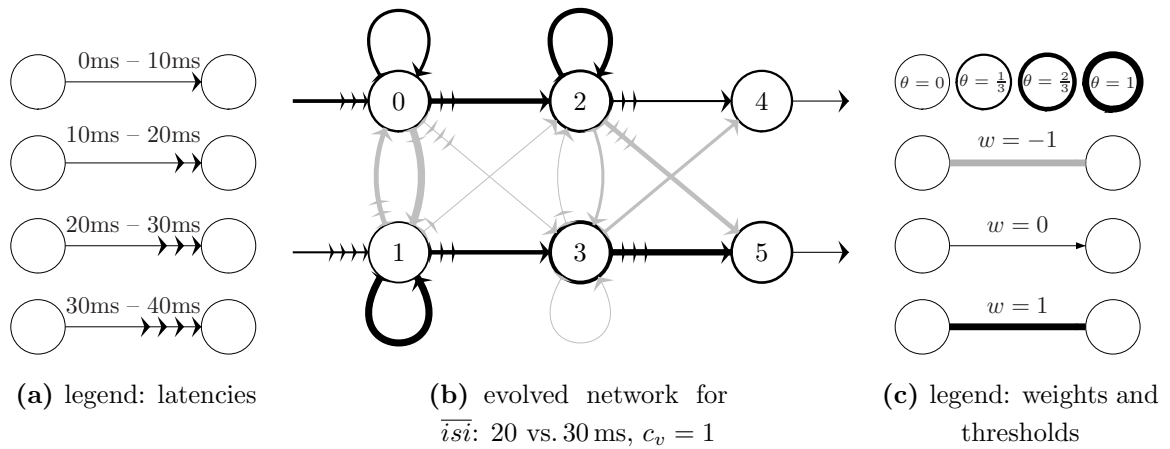 0ms – 10ms
10ms – 20ms
20ms – 30ms
30ms – 40ms
(a) legend: latencies
0
2
4
1
3
5
(b) evolved network for
isi: 20 vs. 30 ms, c_v = 1
θ = 0
θ = 1/3
θ = 2/3
θ = 1
w = −1
w = 0
w = 1
(c) legend: weights and
thresholds